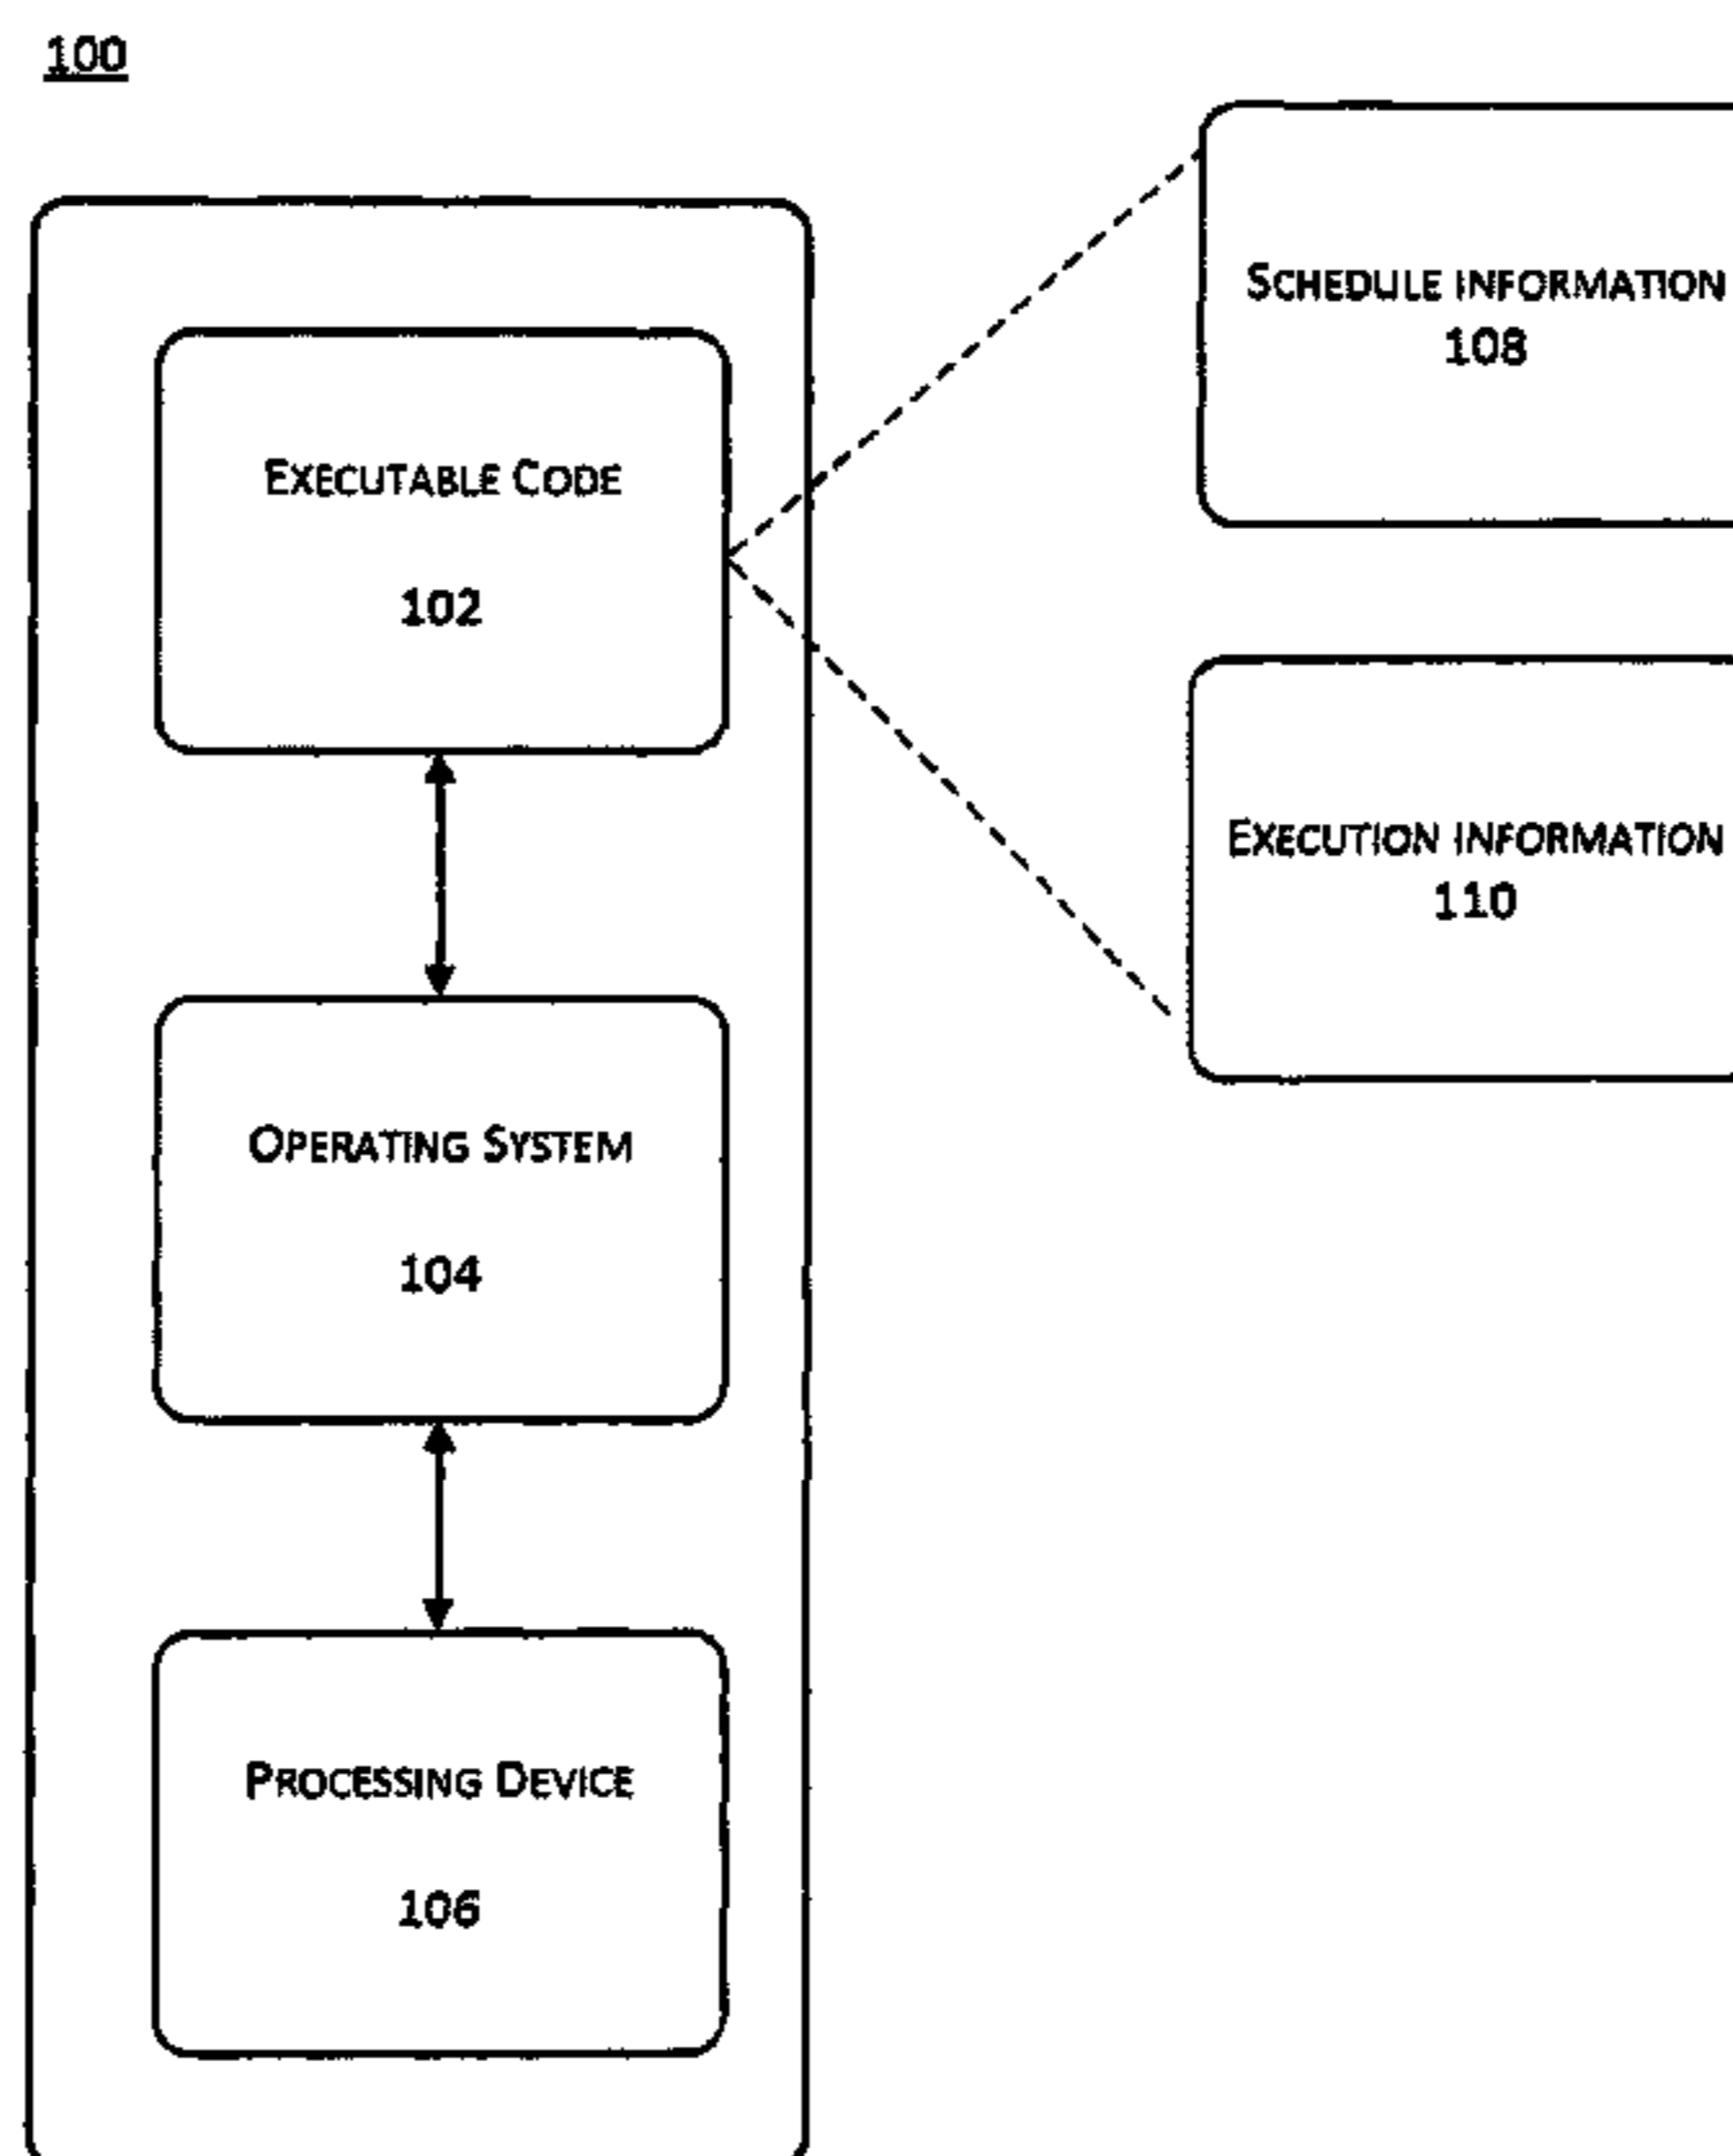 100
EXECUTABLE CODE
102
OPERATING SYSTEM
104
PROCESSING DEVICE
106
SCHEDULE INFORMATION
108
EXECUTION INFORMATION
110